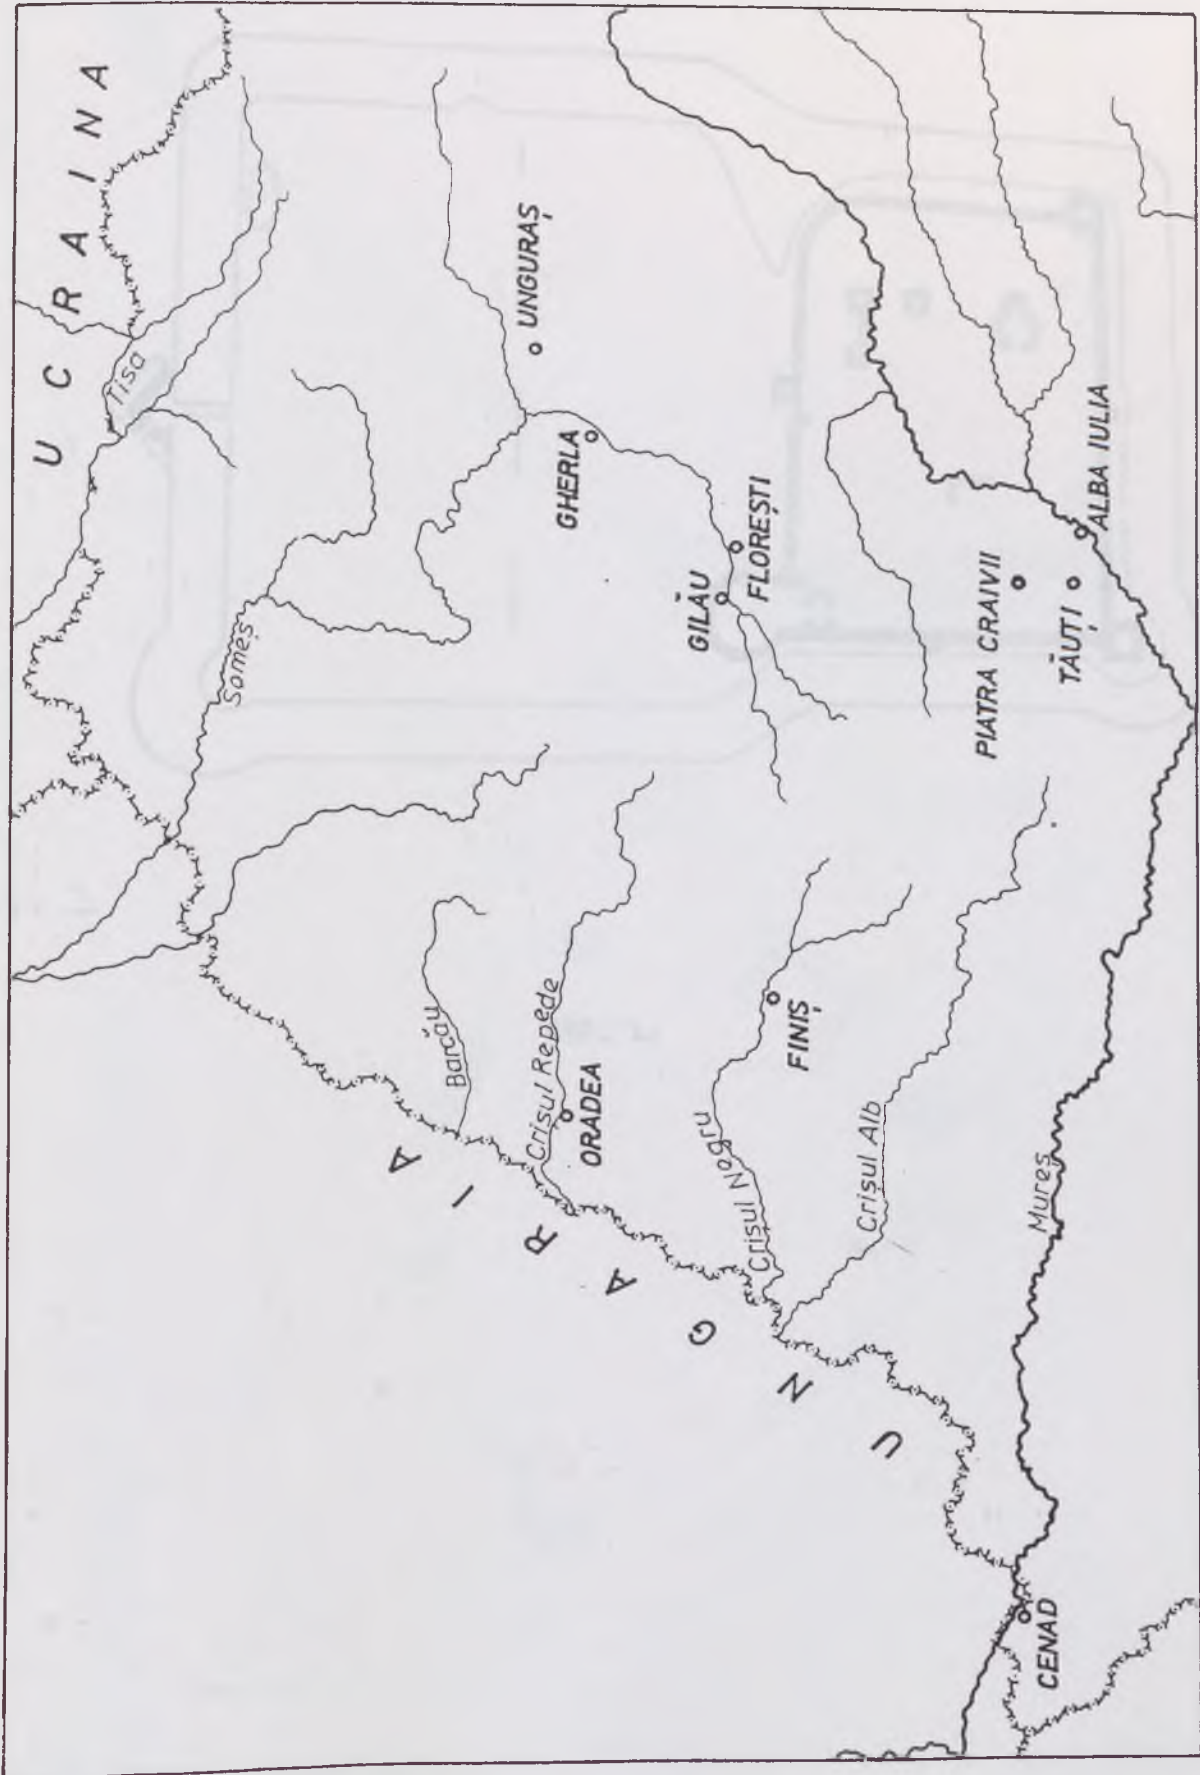 UCRAINA
Tisa
Someș
UNGURAȘ
GHERLA
Barcău
Crisul Repede
ORADEA
GILĂU
FLOREȘTI
UNGARIA
Crișul Negru
FINIȘ
Crișul Alb
PIATRA CRAIVII
TĂUȚI
ALBA IULIA
Mureș
CENAD